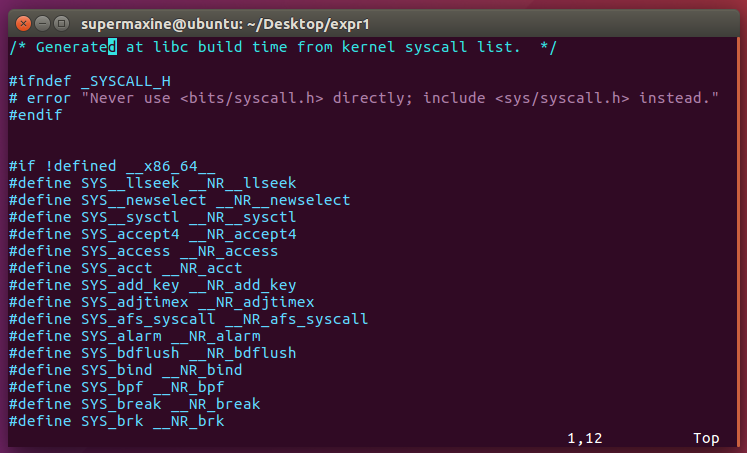 supermaxine@ubuntu: ~/Desktop/expr1
/* Generated at libc build time from kernel syscall list.  */
#ifndef _SYSCALL_H
# error "Never use <bits/syscall.h> directly; include <sys/syscall.h> instead."
#endif
#if !defined __x86_64__
#define SYS__llseek __NR__llseek
#define SYS__newselect __NR__newselect
#define SYS__sysctl __NR__sysctl
#define SYS_accept4 __NR_accept4
#define SYS_access __NR_access
#define SYS_acct __NR_acct
#define SYS_add_key __NR_add_key
#define SYS_adjtimex __NR_adjtimex
#define SYS_afs_syscall __NR_afs_syscall
#define SYS_alarm __NR_alarm
#define SYS_bdflush __NR_bdflush
#define SYS_bind __NR_bind
#define SYS_bpf __NR_bpf
#define SYS_break __NR_break
#define SYS_brk __NR_brk
1,12 Top